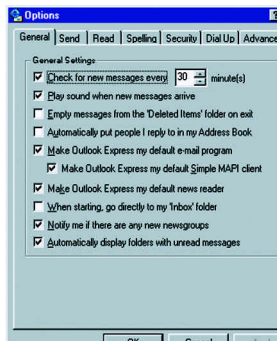 Options
General Send Read Spelling Security Dial Up Advance
General Settings
Check for new messages every 30 minute(s)
Play sound when new messages arrive
Empty messages from the 'Deleted Items' folder on exit
Automatically put people I reply to in my Address Book
Make Outlook Express my default e-mail program
Make Outlook Express my default Simple MAPI client
Make Outlook Express my default news reader
When starting, go directly to my 'Inbox' folder
Notify me if there are any new newsgroups
Automatically display folders with unread messages